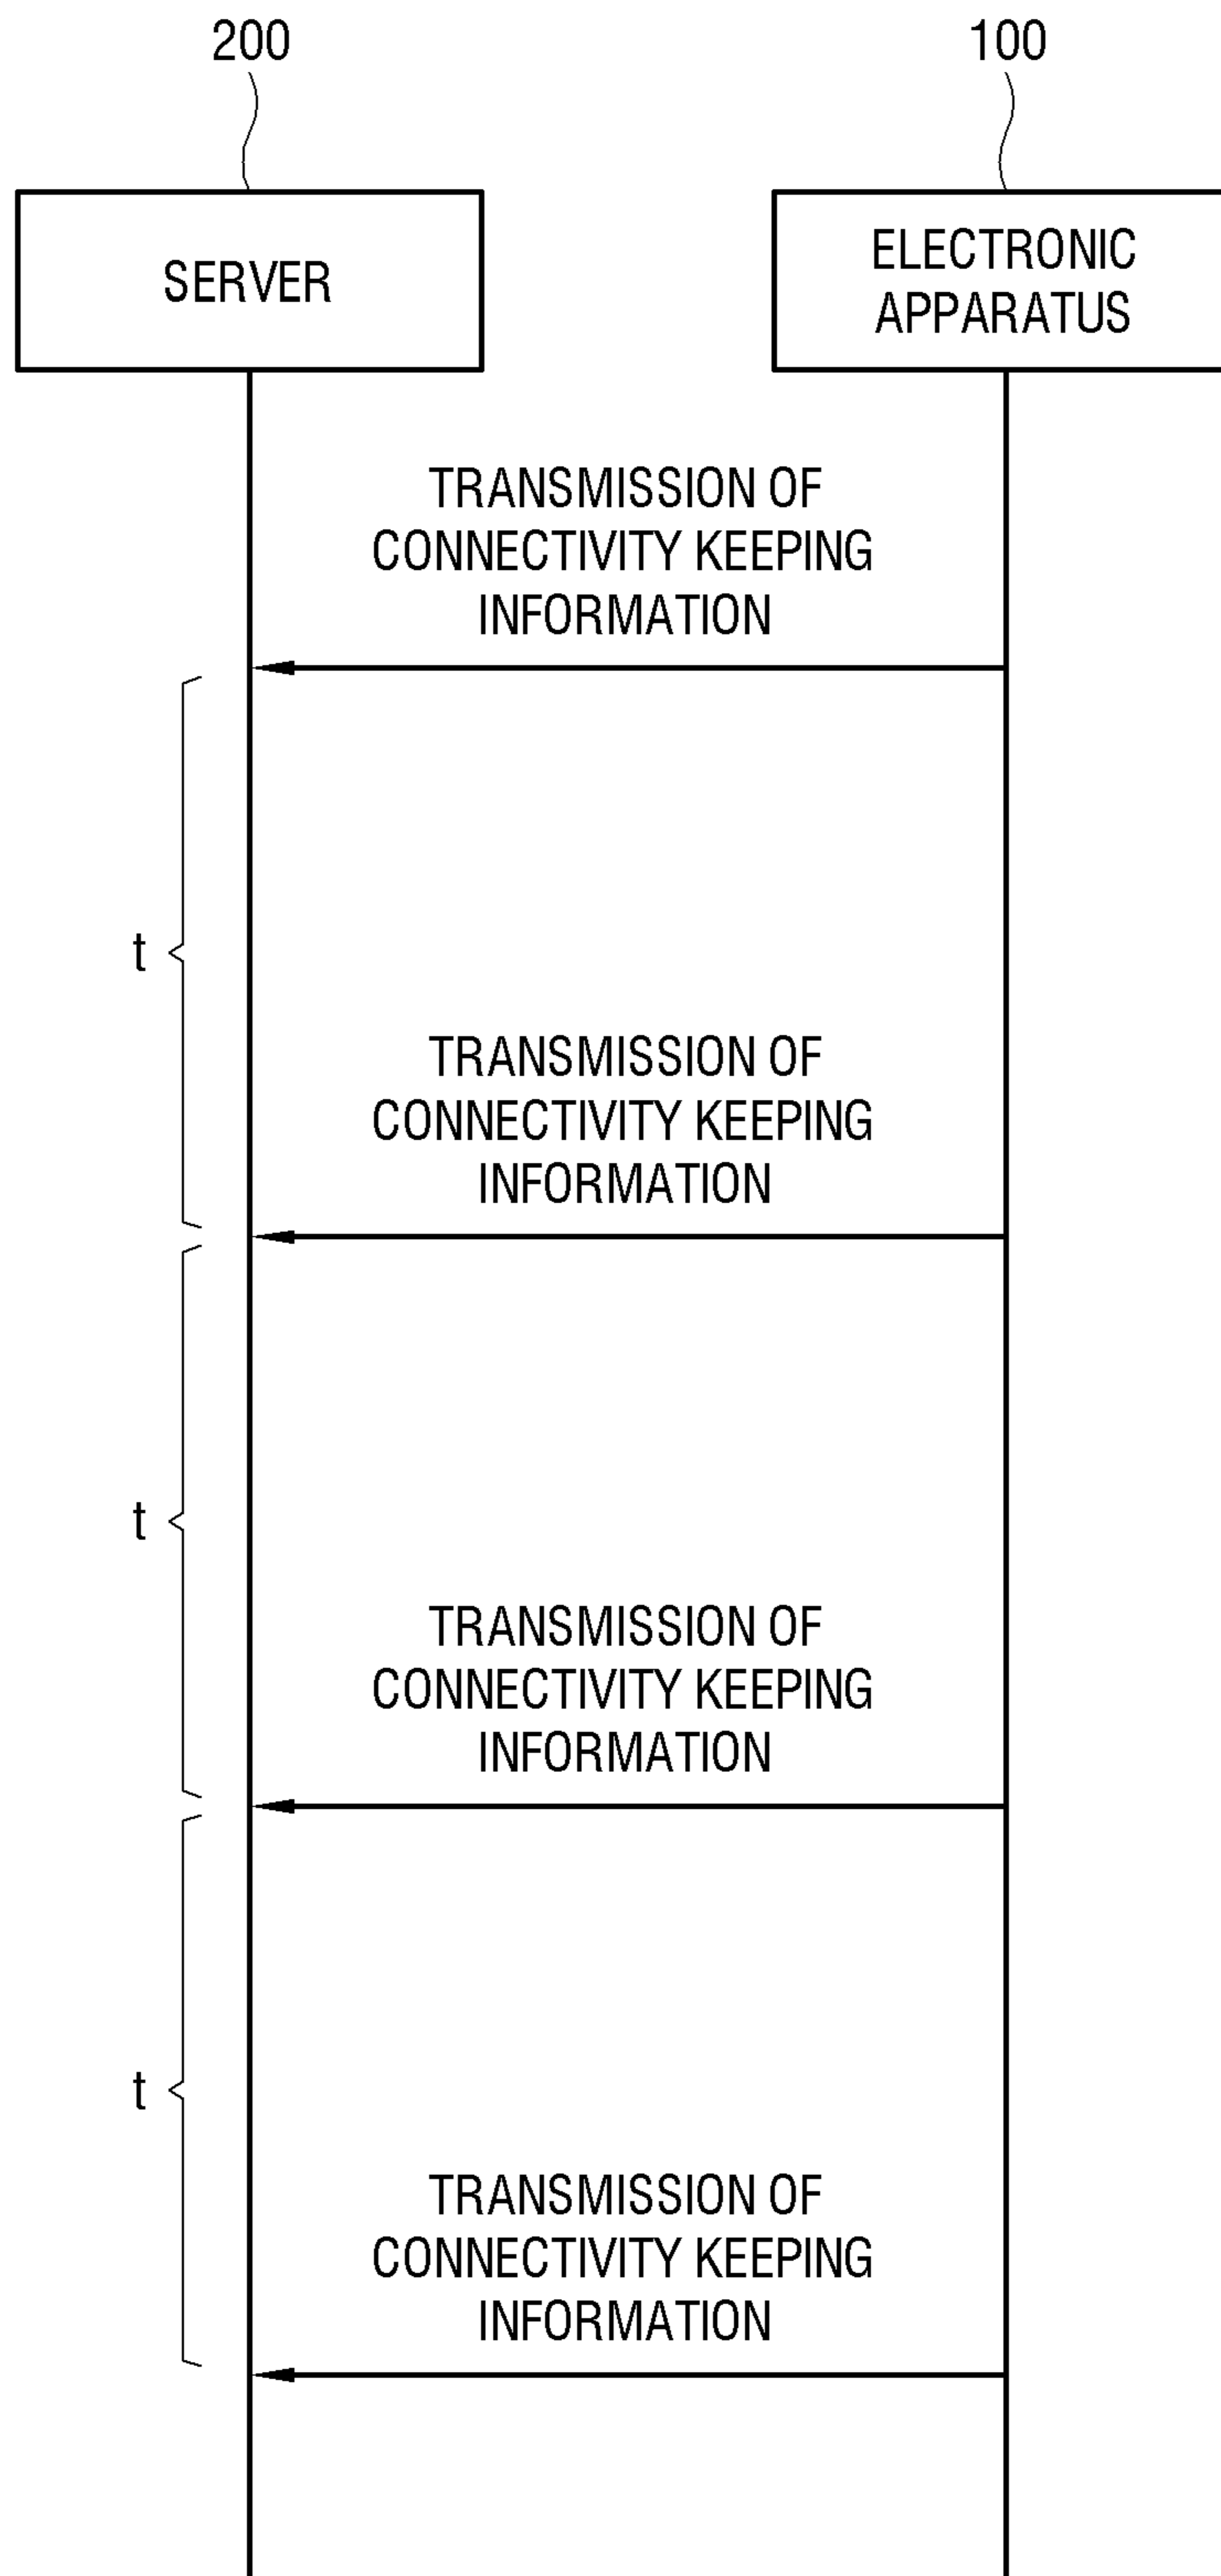 200
100
SERVER
ELECTRONIC
APPARATUS
TRANSMISSION OF
CONNECTIVITY KEEPING
INFORMATION
t
TRANSMISSION OF
CONNECTIVITY KEEPING
INFORMATION
t
TRANSMISSION OF
CONNECTIVITY KEEPING
INFORMATION
t
TRANSMISSION OF
CONNECTIVITY KEEPING
INFORMATION